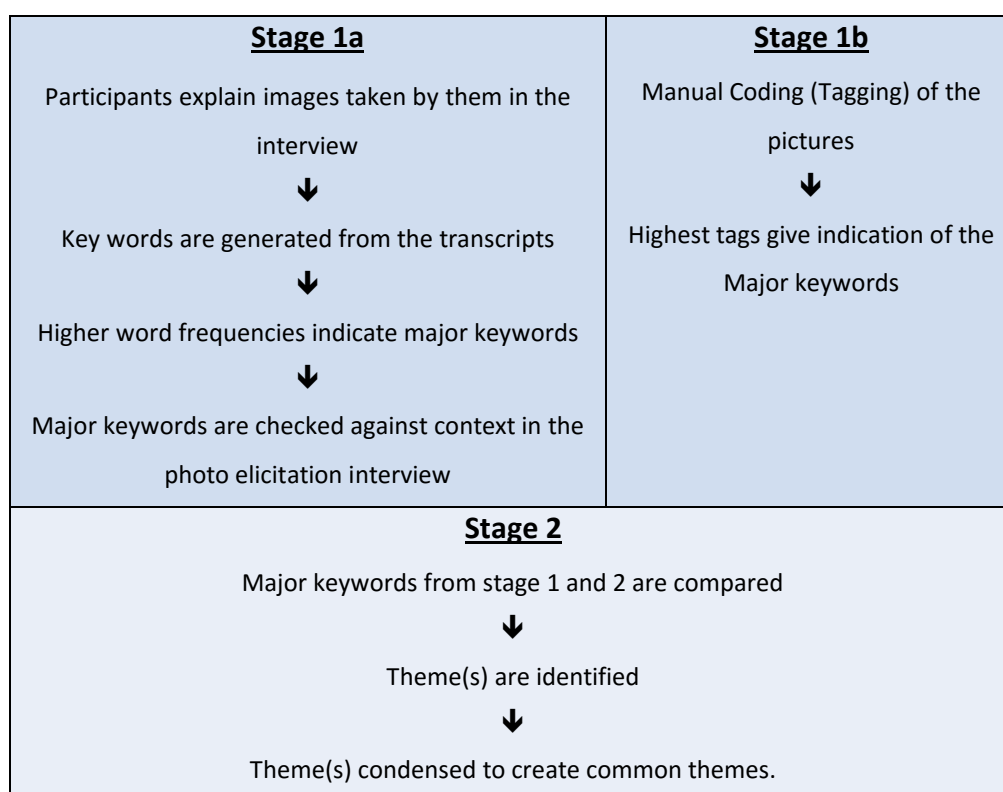 Stage 1a
Participants explain images taken by them in the
interview
🡻
Key words are generated from the transcripts
🡻
Higher word frequencies indicate major keywords
🡻
Major keywords are checked against context in the
photo elicitation interview
Stage 1b
Manual Coding (Tagging) of the
pictures
🡻
Highest tags give indication of the
Major keywords
Stage 2
Major keywords from stage 1 and 2 are compared
🡻
Theme(s) are identified
🡻
Theme(s) condensed to create common themes.